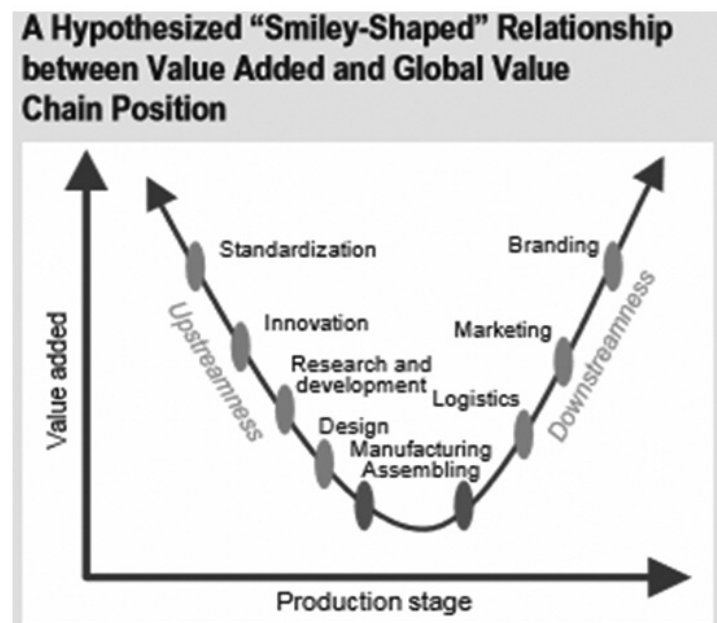 A Hypothesized “Smiley-Shaped” Relationship
between Value Added and Global Value
Chain Position
Standardization
Branding
Innovation
Marketing
Research and
development
Logistics
Design
Manufacturing
Assembling
Upstreamness
Downstreamness
Value added
Production stage